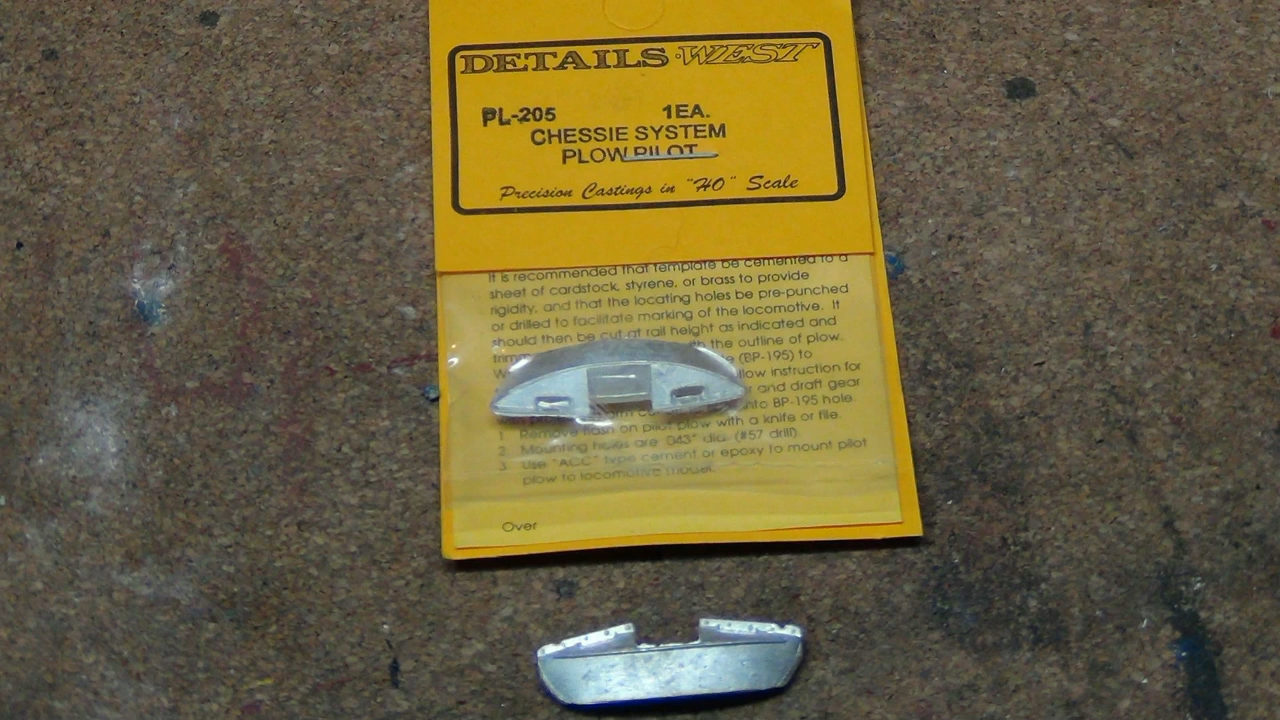 DETAILS WEST
PL-205 1EA.
CHESSIE SYSTEM
PLOW PILOT
Precision Castings in "HO" Scale
It is recommended that template be cemented to a
sheet of cardstock, styrene, or brass to provide
rigidity, and that the locating holes be pre-punched
or drilled to facilitate marking of the locomotive. It
should then be cut at rail height as indicated and
the outline of plow.
(BP-195) to
instruction for
and draft gear
BP-195 hole
1 Remove flash on pilot plow with a knife or file.
2. Mounting holes are .043" dia. (#57 drill).
3 Use "ACC" type cement or epoxy to mount pilot
plow to locomotive model.
Over